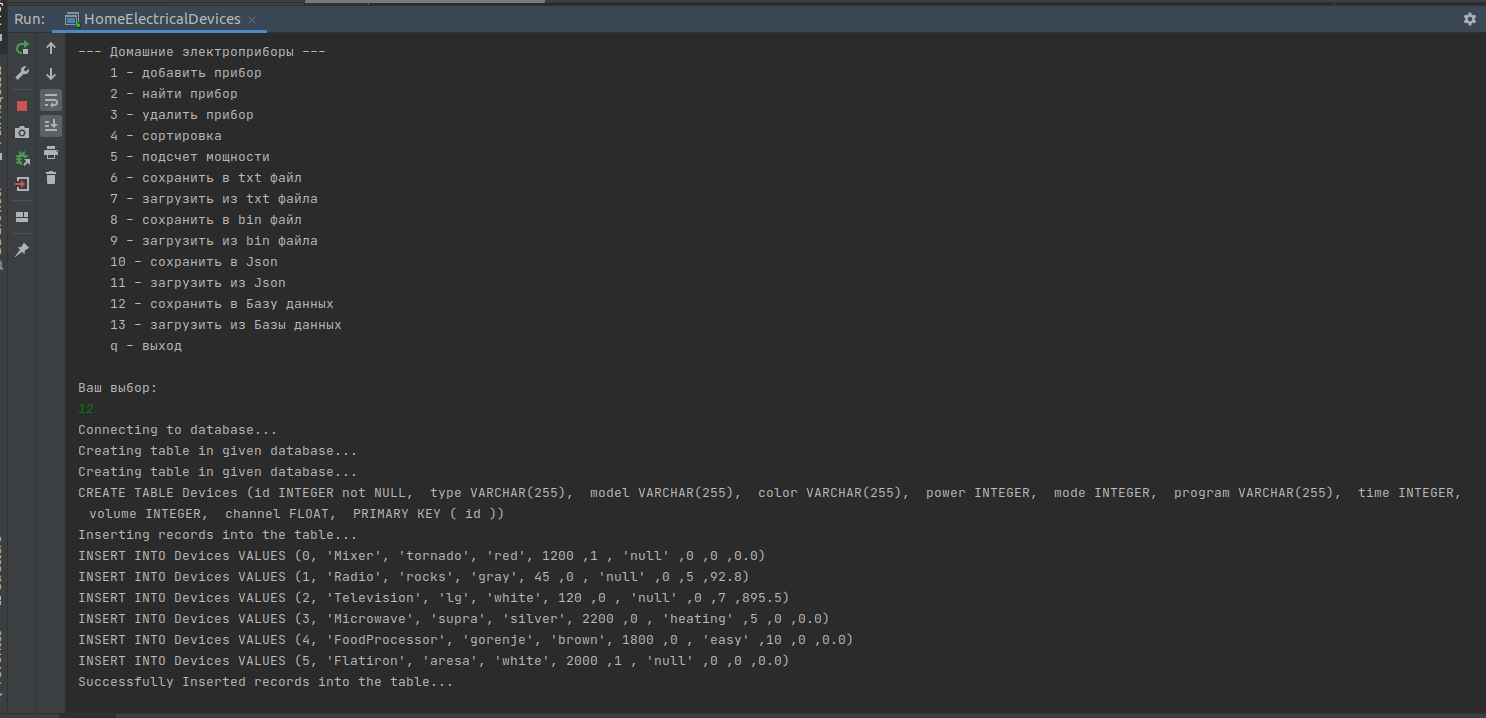 Run: HomeElectricalDevices
--- Домашние электроприборы ---
1 - добавить прибор
2 - найти прибор
3 - удалить прибор
4 - сортировка
5 - подсчет мощности
6 - сохранить в txt файл
7 - загрузить из txt файла
8 - сохранить в bin файл
9 - загрузить из bin файла
10 - сохранить в Json
11 - загрузить из Json
12 - сохранить в Базу данных
13 - загрузить из Базы данных
q - выход
Ваш выбор:
12
Connecting to database...
Creating table in given database...
Creating table in given database...
CREATE TABLE Devices (id INTEGER not NULL,  type VARCHAR(255),  model VARCHAR(255),  color VARCHAR(255),  power INTEGER,  mode INTEGER,  program VARCHAR(255),  time INTEGER,
volume INTEGER,  channel FLOAT,  PRIMARY KEY ( id ))
Inserting records into the table...
INSERT INTO Devices VALUES (0, 'Mixer', 'tornado', 'red', 1200 ,1 , 'null' ,0 ,0 ,0.0)
INSERT INTO Devices VALUES (1, 'Radio', 'rocks', 'gray', 45 ,0 , 'null' ,0 ,5 ,92.8)
INSERT INTO Devices VALUES (2, 'Television', 'lg', 'white', 120 ,0 , 'null' ,0 ,7 ,895.5)
INSERT INTO Devices VALUES (3, 'Microwave', 'supra', 'silver', 2200 ,0 , 'heating' ,5 ,0 ,0.0)
INSERT INTO Devices VALUES (4, 'FoodProcessor', 'gorenje', 'brown', 1800 ,0 , 'easy' ,10 ,0 ,0.0)
INSERT INTO Devices VALUES (5, 'Flatiron', 'aresa', 'white', 2000 ,1 , 'null' ,0 ,0 ,0.0)
Successfully Inserted records into the table...